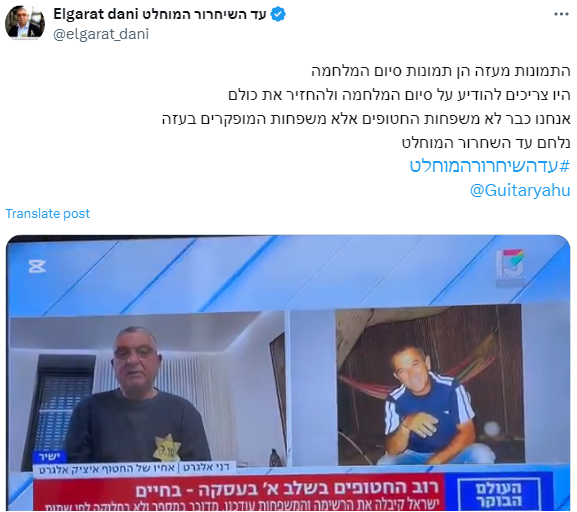 Elgarat dani עד השיחרור המוחלט
@elgarat_dani
התמונות מעזה הן תמונות סיום המלחמה
היו צריכים להודיע על סיום המלחמה ולהחזיר את כולם
אנחנו כבר לא משפחות החטופים אלא משפחות המופקרים בעזה
נלחם עד השחרור המוחלט
#עדהשיחרורהמוחלט
@Guitaryahu
Translate post
13
ישיר
דני אלגרט | אחיו של החטוף איציק אלגרט
רוב החטופים בשלב א' בעסקה - בחיים
ישראל קיבלה את הרשימה והמשפחות עודכנו. מדובר במספר ולא בחלוקה לפי שמות
העולם
הבוקר